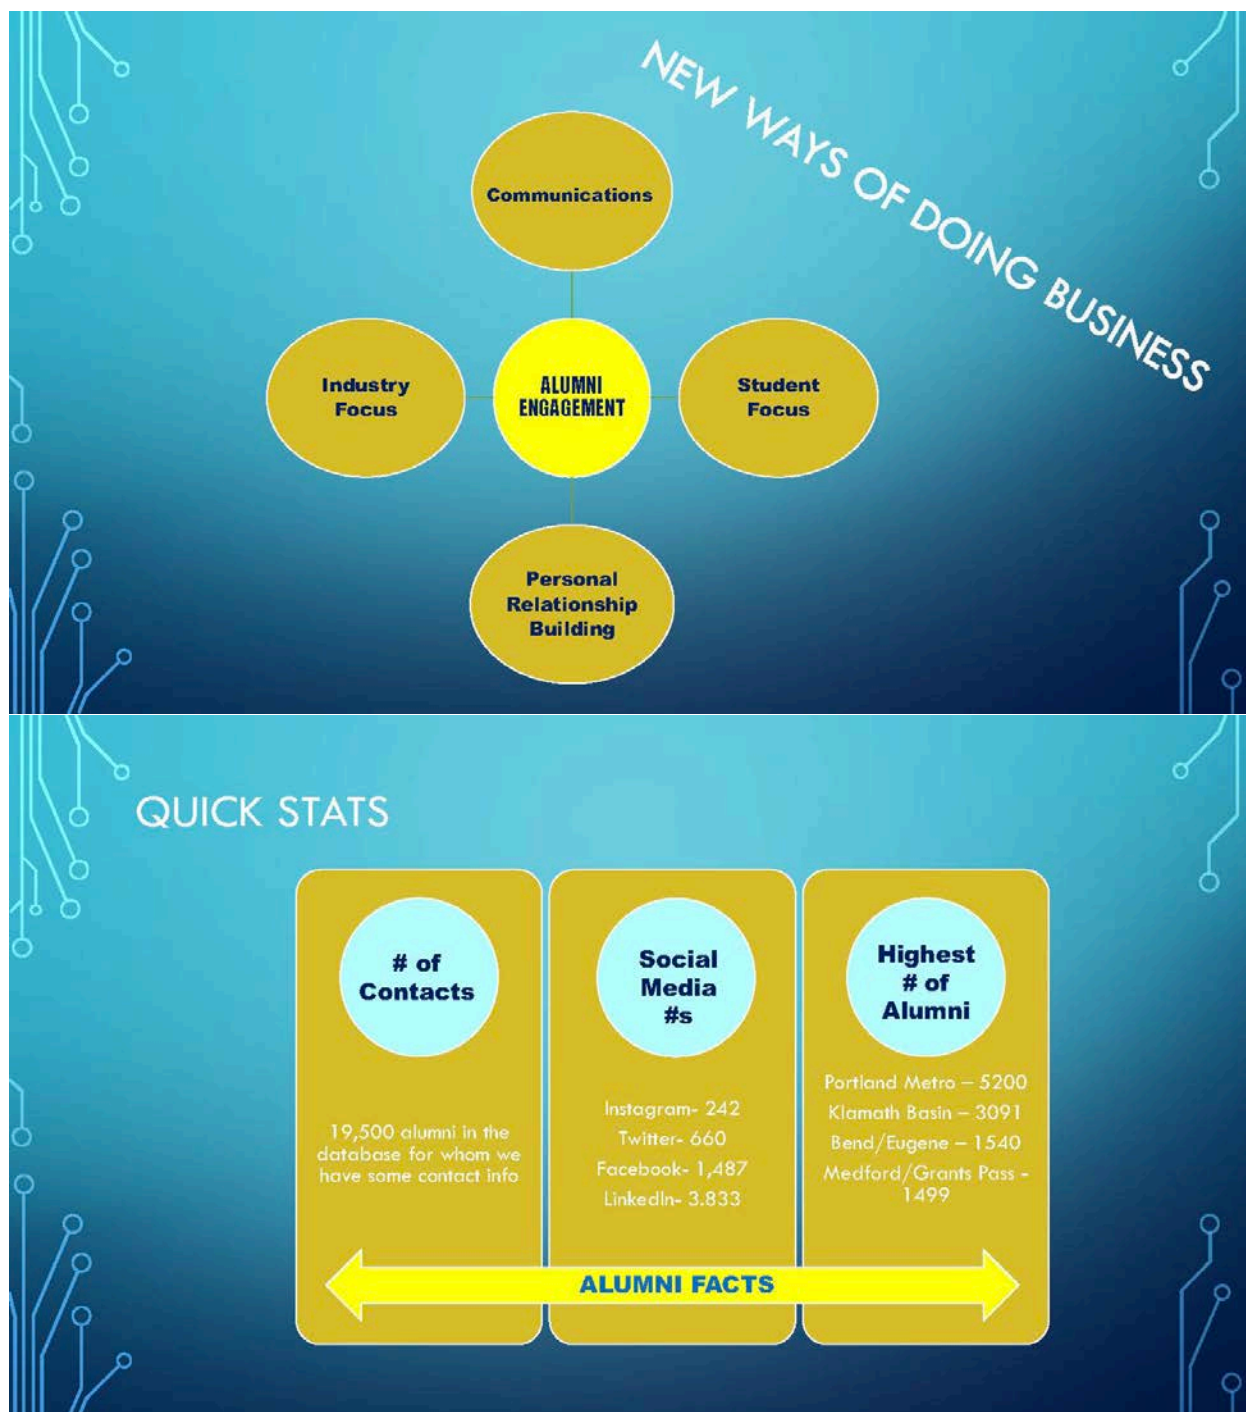 NEW WAYS OF DOING BUSINESS
Communications
Industry
Focus
ALUMNI
ENGAGEMENT
Student
Focus
Personal
Relationship
Building
QUICK STATS
# of
Contacts
19,500 alumni in the
database for whom we
have some contact info
Social
Media
#s
Instagram- 242
Twitter- 660
Facebook- 1,487
LinkedIn- 3.833
Highest
# of
Alumni
Portland Metro – 5200
Klamath Basin – 3091
Bend/Eugene – 1540
Medford/Grants Pass -
1499
ALUMNI FACTS